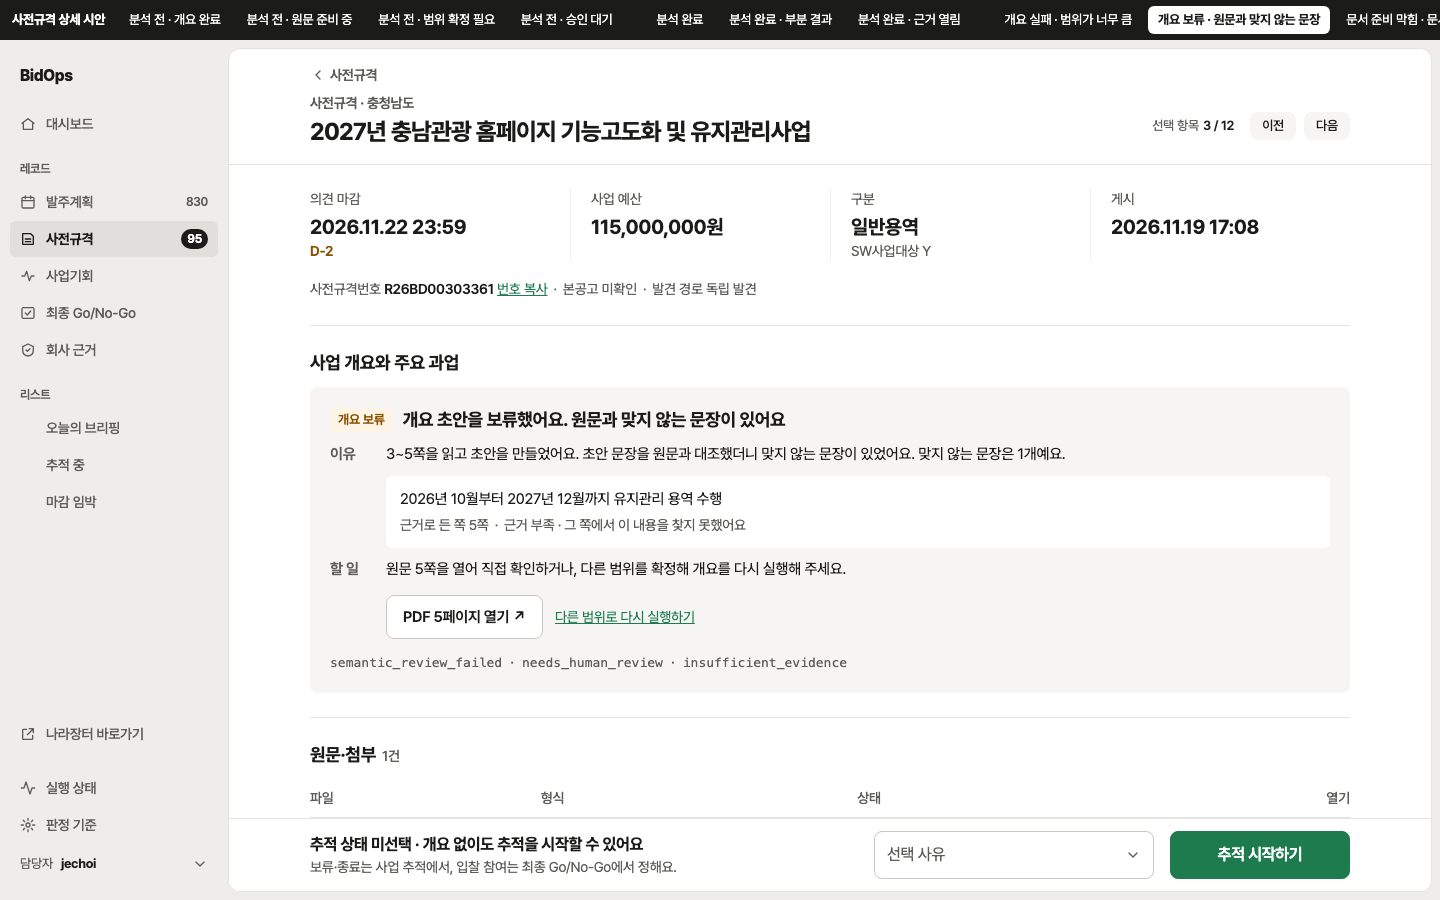 사전규격 상세 시안
분석 전 · 개요 완료
분석 전 · 원문 준비 중
분석 전 · 범위 확정 필요
분석 전 · 승인 대기
분석 완료
분석 완료 · 부분 결과
분석 완료 · 근거 열림
개요 실패 · 범위가 너무 큼
개요 보류 · 원문과 맞지 않는 문장
문서 준비 막힘 · 문
BidOps
대시보드
레코드
발주계획 830
사전규격 95
사업기회
최종 Go/No-Go
회사 근거
리스트
오늘의 브리핑
추적 중
마감 임박
나라장터 바로가기
실행 상태
판정 기준
담당자 jechoi
사전규격
사전규격 · 충청남도
2027년 충남관광 홈페이지 기능고도화 및 유지관리사업
선택 항목 3 / 12 이전 다음
의견 마감
2026.11.22 23:59
D-2
사업 예산
115,000,000원
구분
일반용역
SW사업대상 Y
게시
2026.11.19 17:08
사전규격번호 R26BD00303361 번호 복사 · 본공고 미확인 · 발견 경로 독립 발견
사업 개요와 주요 과업
개요 보류 개요 초안을 보류했어요. 원문과 맞지 않는 문장이 있어요
이유 3~5쪽을 읽고 초안을 만들었어요. 초안 문장을 원문과 대조했더니 맞지 않는 문장이 있었어요. 맞지 않는 문장은 1개예요.
2026년 10월부터 2027년 12월까지 유지관리 용역 수행
근거로 든 쪽 5쪽 · 근거 부족 · 그 쪽에서 이 내용을 찾지 못했어요
할 일 원문 5쪽을 열어 직접 확인하거나, 다른 범위를 확정해 개요를 다시 실행해 주세요.
PDF 5페이지 열기 ↗ 다른 범위로 다시 실행하기
semantic_review_failed · needs_human_review · insufficient_evidence
원문·첨부 1건
파일 형식 상태 열기
추적 상태 미선택 · 개요 없이도 추적을 시작할 수 있어요
보류·종료는 사업 추적에서, 입찰 참여는 최종 Go/No-Go에서 정해요.
선택 사유
추적 시작하기